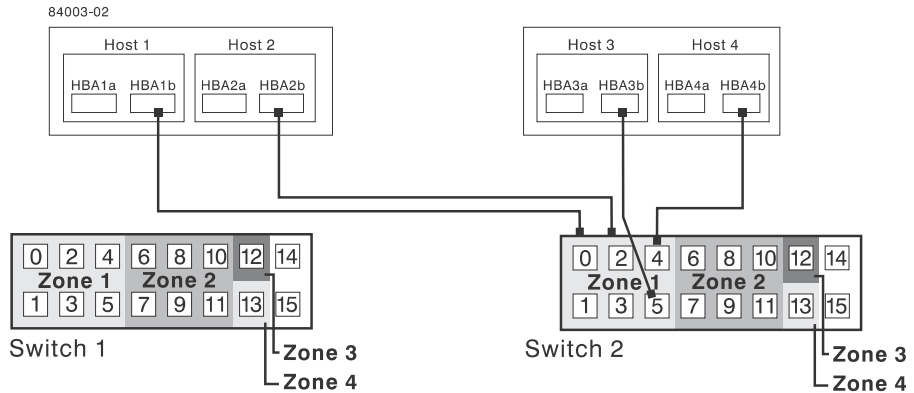 84003-02
Host 1 Host 2 Host 3 Host 4
HBA1a HBA1b HBA2a HBA2b HBA3a HBA3b HBA4a HBA4b
0 2 4 6 8 10 12 14
Zone 1 Zone 2
1 3 5 7 9 11 13 15
Switch 1
Zone 3
Zone 4
0 2 4 6 8 10 12 14
Zone 1 Zone 2
1 3 5 7 9 11 13 15
Switch 2
Zone 3
Zone 4